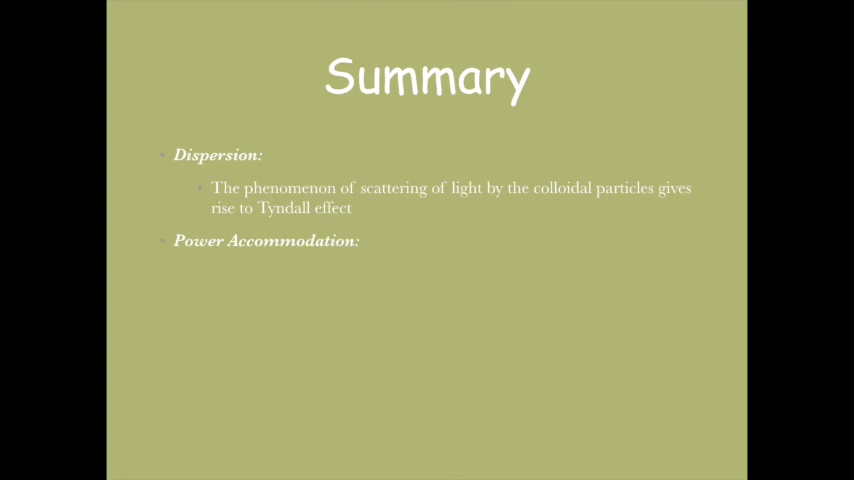 Summary
• Dispersion:
• The phenomenon of scattering of light by the colloidal particles gives
rise to Tyndall effect
• Power Accommodation: